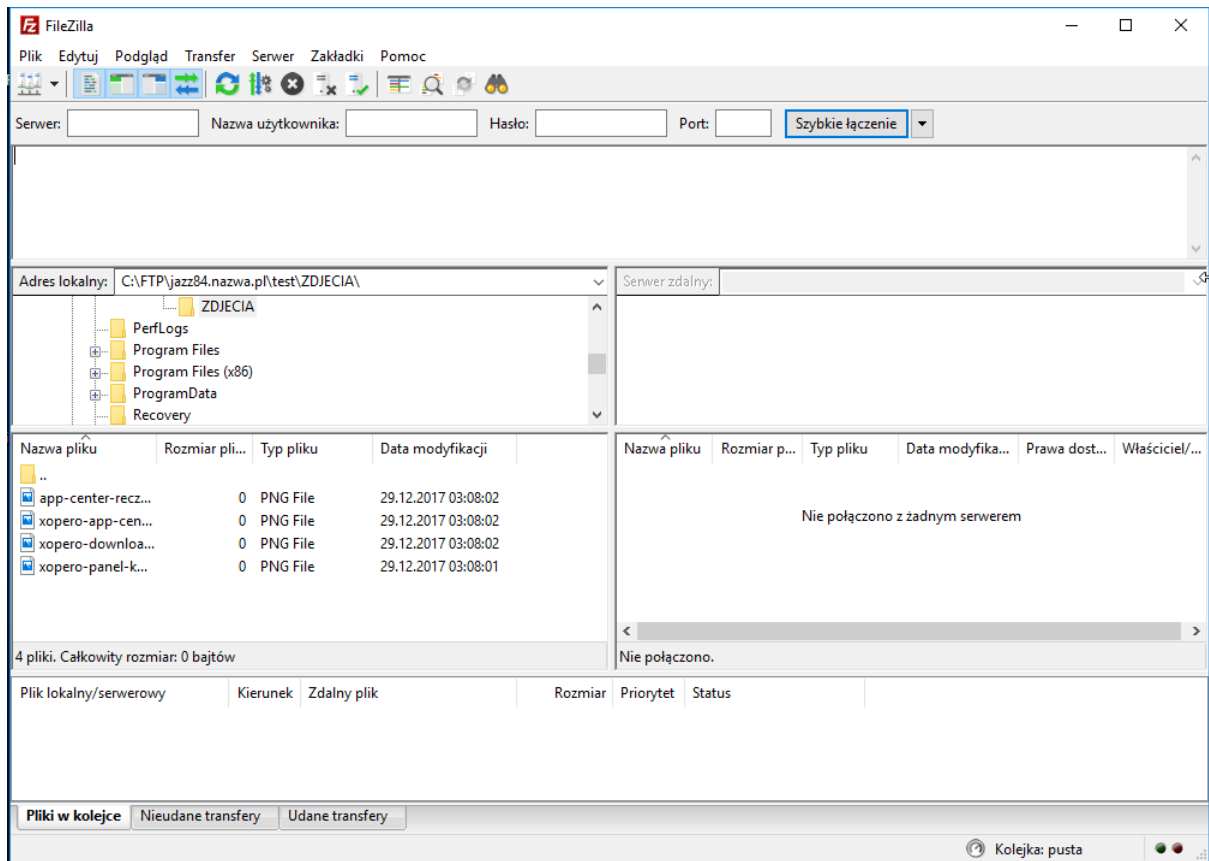 FileZilla
Plik Edytuj Podgląd Transfer Serwer Zakładki Pomoc
Serwer: Nazwa użytkownika: Hasło: Port: Szybkie łączenie
Adres lokalny: C:\FTP\jazz84.nazwa.pl\test\ZDJECIA\ Serwer zdalny:
ZDJECIA
PerfLogs
Program Files
Program Files (x86)
ProgramData
Recovery
Nazwa pliku Rozmiar pli... Typ pliku Data modyfikacji Nazwa pliku Rozmiar p... Typ pliku Data modyfika... Prawa dost... Właściciel/...
..
app-center-recz... 0 PNG File 29.12.2017 03:08:02
xopero-app-cen... 0 PNG File 29.12.2017 03:08:02 Nie połączono z żadnym serwerem
xopero-downloa... 0 PNG File 29.12.2017 03:08:02
xopero-panel-k... 0 PNG File 29.12.2017 03:08:01
4 pliki. Całkowity rozmiar: 0 bajtów Nie połączono.
Plik lokalny/serwerowy Kierunek Zdalny plik Rozmiar Priorytet Status
Pliki w kolejce Nieudane transfery Udane transfery
Kolejka: pusta